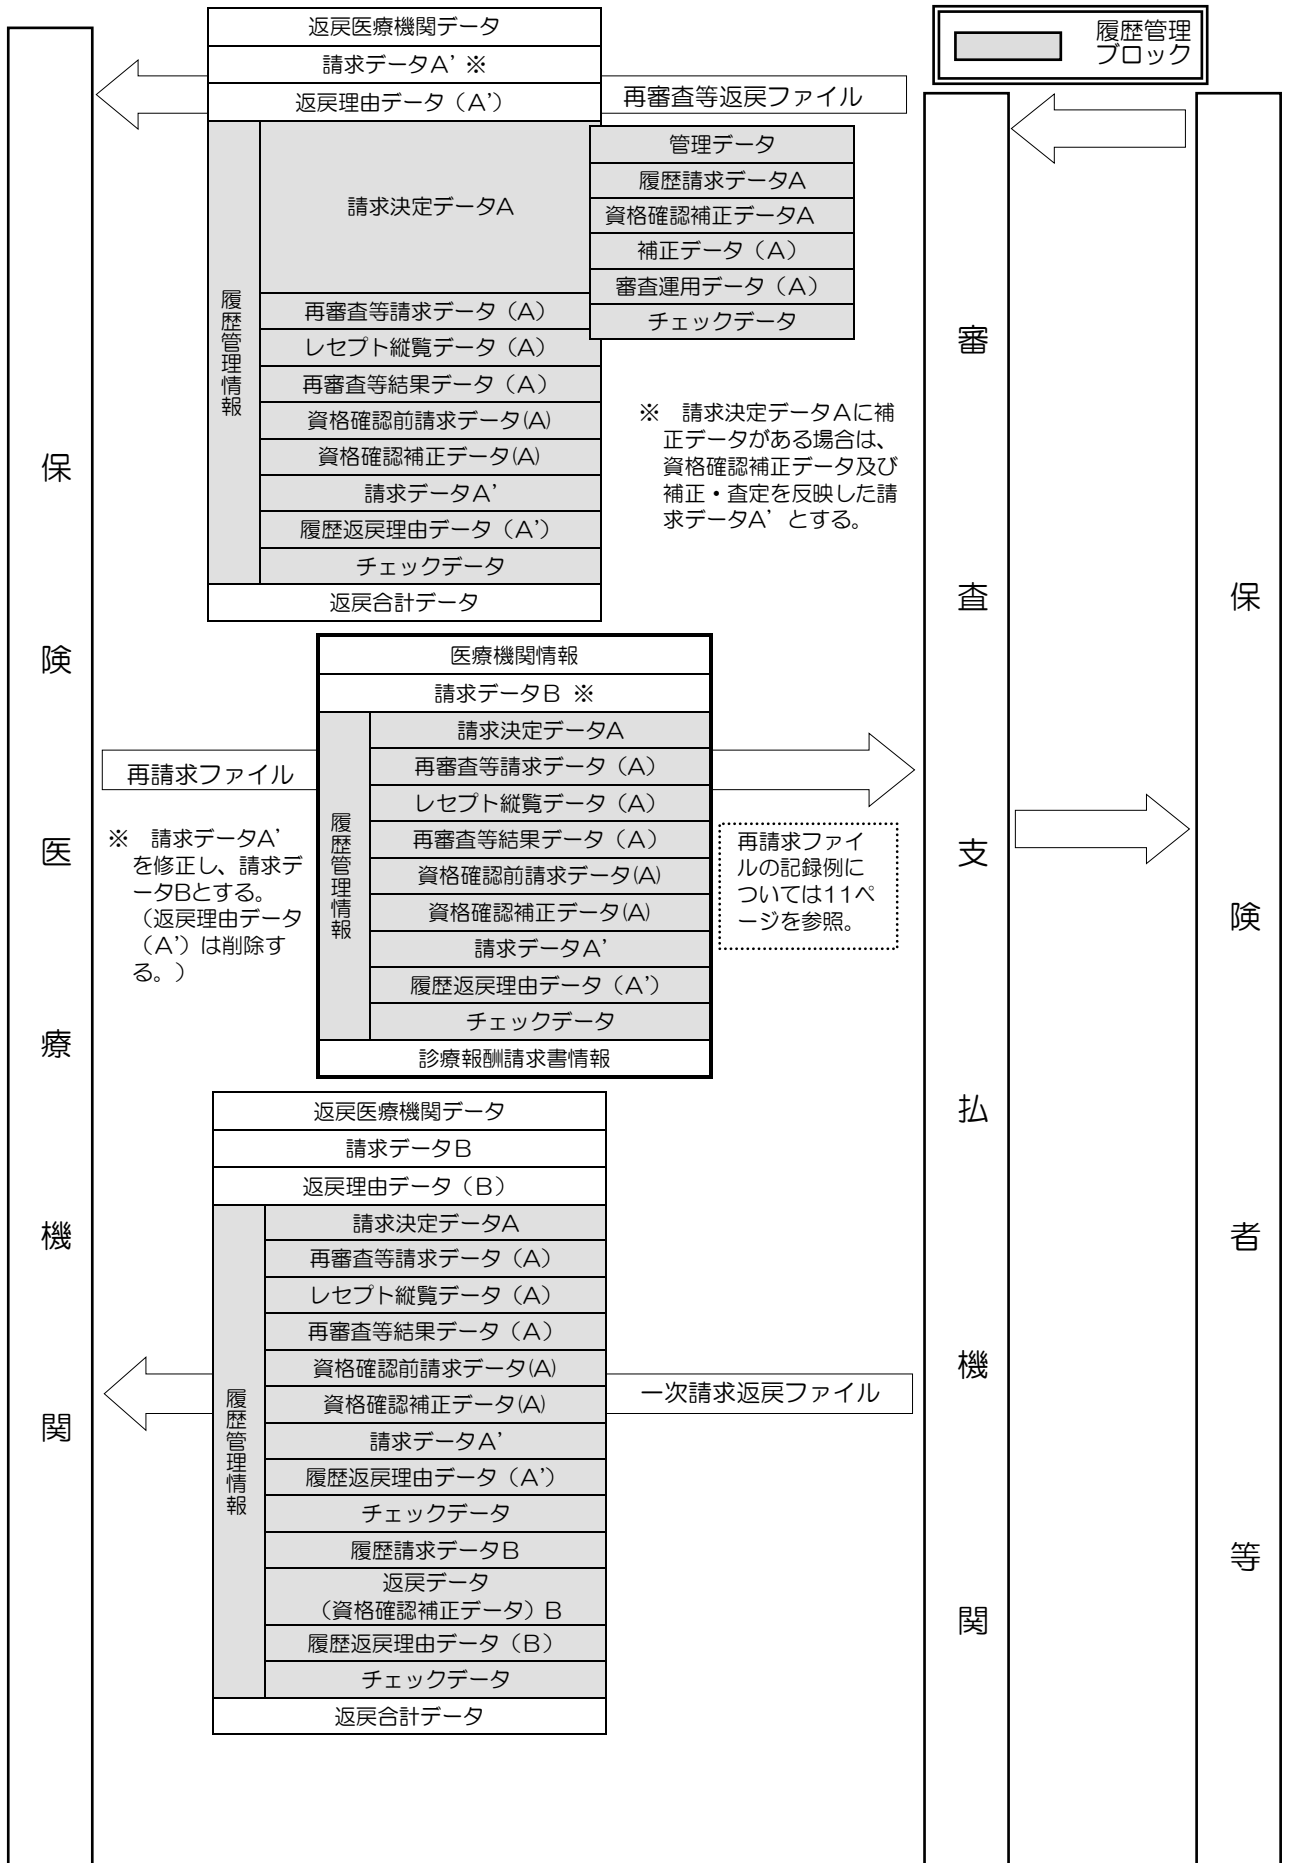 返戻医療機関データ
請求データA’ ※
返戻理由データ（A’）
再審査等返戻ファイル
履歴管理
ブロック
請求決定データA
管理データ
履歴請求データA
資格確認補正データA
補正データ（A）
審査運用データ（A）
チェックデータ
履歴管理情報
再審査等請求データ（A）
レセプト縦覧データ（A）
再審査等結果データ（A）
資格確認前請求データ(A)
資格確認補正データ(A)
請求データA’
履歴返戻理由データ（A’）
チェックデータ
返戻合計データ
※　請求決定データAに補
正データがある場合は、
資格確認補正データ及び
補正・査定を反映した請
求データA’とする。
保険医療機関
審査支払機関
保険者等
医療機関情報
請求データB ※
再請求ファイル
履歴管理情報
請求決定データA
再審査等請求データ（A）
レセプト縦覧データ（A）
再審査等結果データ（A）
資格確認前請求データ(A)
資格確認補正データ(A)
請求データA’
履歴返戻理由データ（A’）
チェックデータ
診療報酬請求書情報
※　請求データA’
を修正し、請求デ
ータBとする。
（返戻理由データ
（A’）は削除す
る。）
再請求ファイ
ルの記録例に
ついては11ペ
ージを参照。
返戻医療機関データ
請求データB
返戻理由データ（B）
履歴管理情報
請求決定データA
再審査等請求データ（A）
レセプト縦覧データ（A）
再審査等結果データ（A）
資格確認前請求データ(A)
資格確認補正データ(A)
請求データA’
履歴返戻理由データ（A’）
チェックデータ
履歴請求データB
返戻データ
（資格確認補正データ）B
履歴返戻理由データ（B）
チェックデータ
返戻合計データ
一次請求返戻ファイル